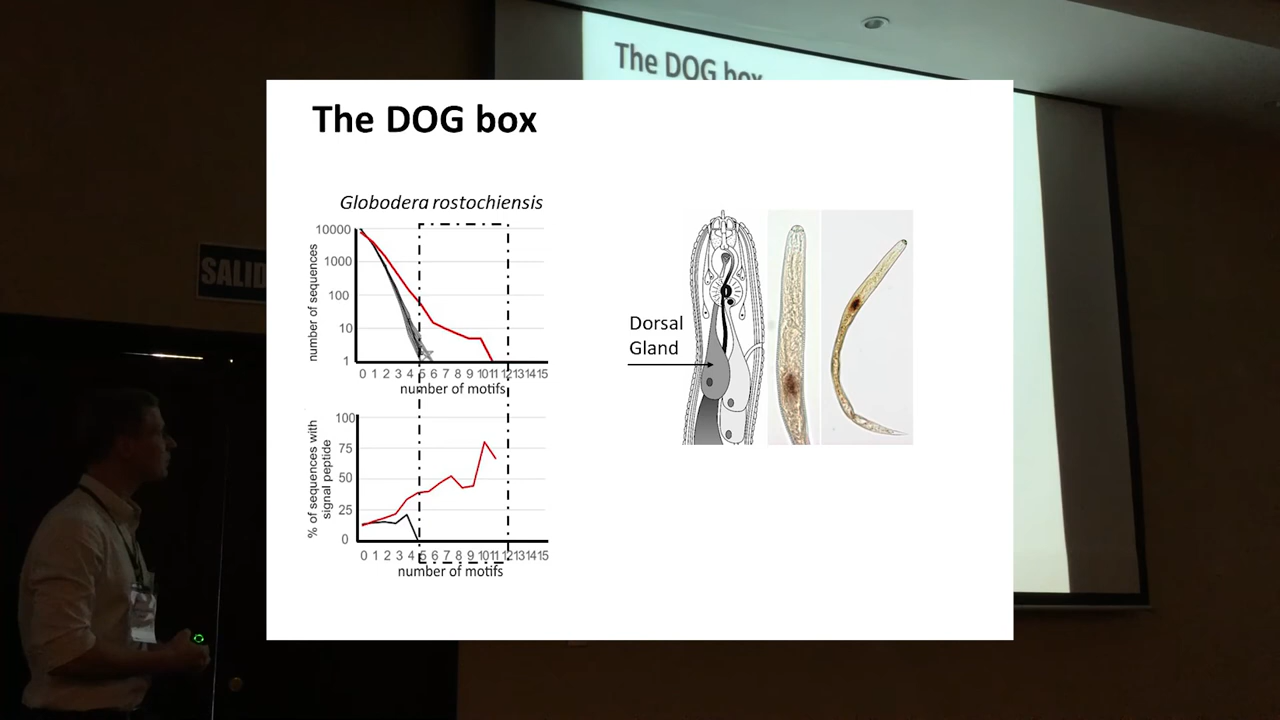 The DOG box
The DOG box
SALID
Globodera rostochiensis
number of sequences
10000
1000
100
10
1
0 1 2 3 4 5 6 7 8 9 10 11 12 13 14 15
number of motifs
% of sequences with
signal peptide
100
75
50
25
0
0 1 2 3 4 5 6 7 8 9 10 11 12 13 14 15
number of motifs
Dorsal
Gland